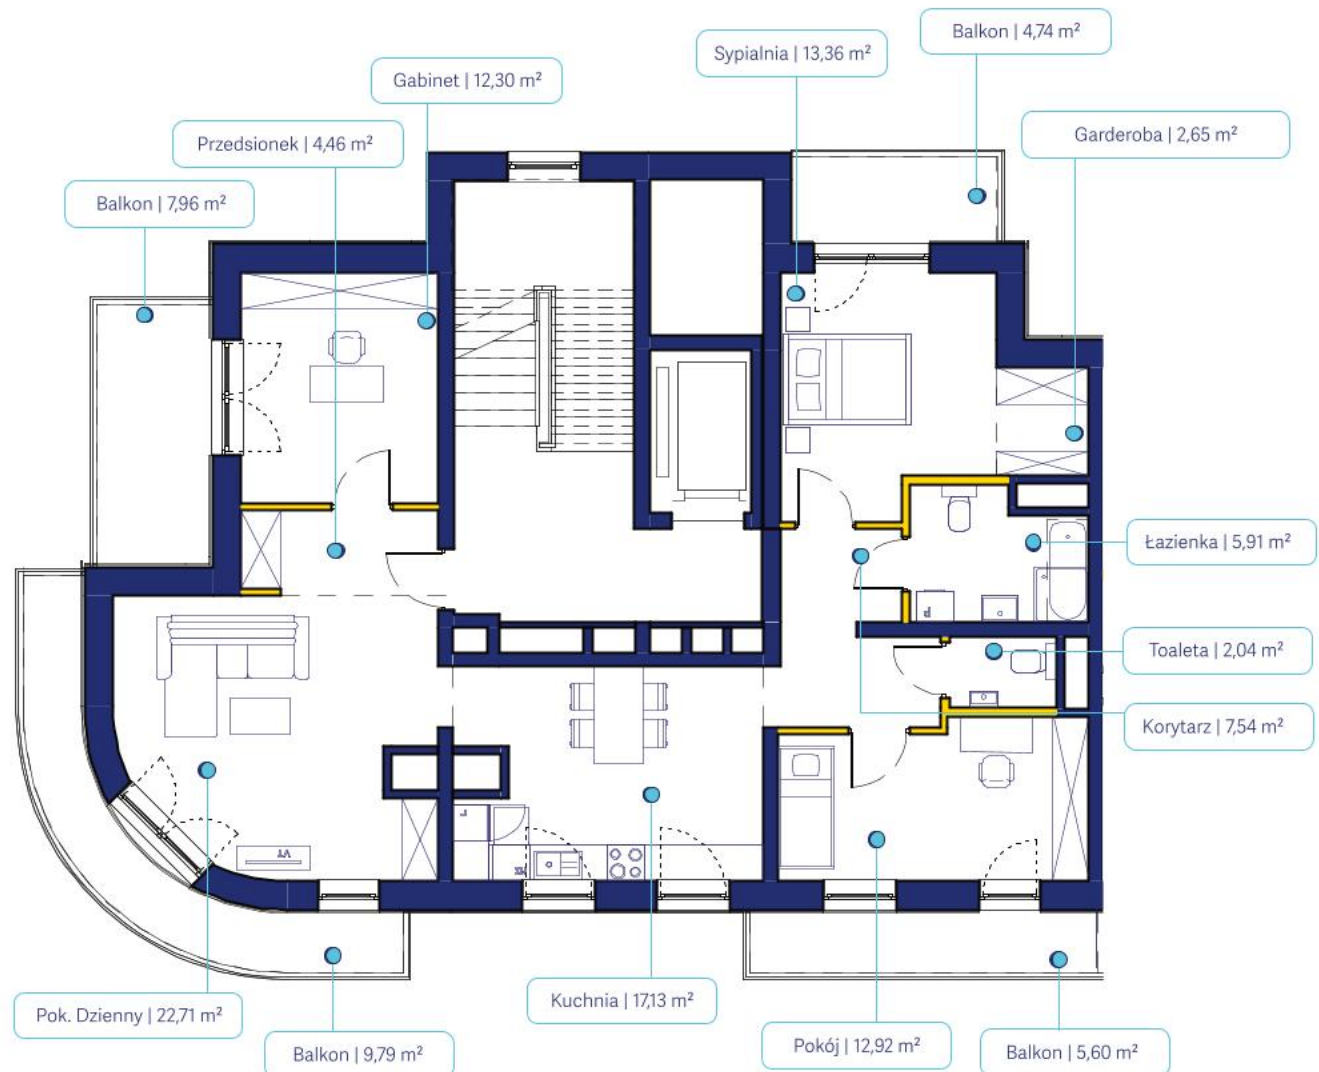 Balkon | 4,74 m²
Sypialnia | 13,36 m²
Gabinet | 12,30 m²
Garderoba | 2,65 m²
Przedsionek | 4,46 m²
Balkon | 7,96 m²
Łazienka | 5,91 m²
Toaleta | 2,04 m²
Korytarz | 7,54 m²
TV
Kuchnia | 17,13 m²
Pok. Dzienny | 22,71 m²
Pokój | 12,92 m²
Balkon | 9,79 m²
Balkon | 5,60 m²